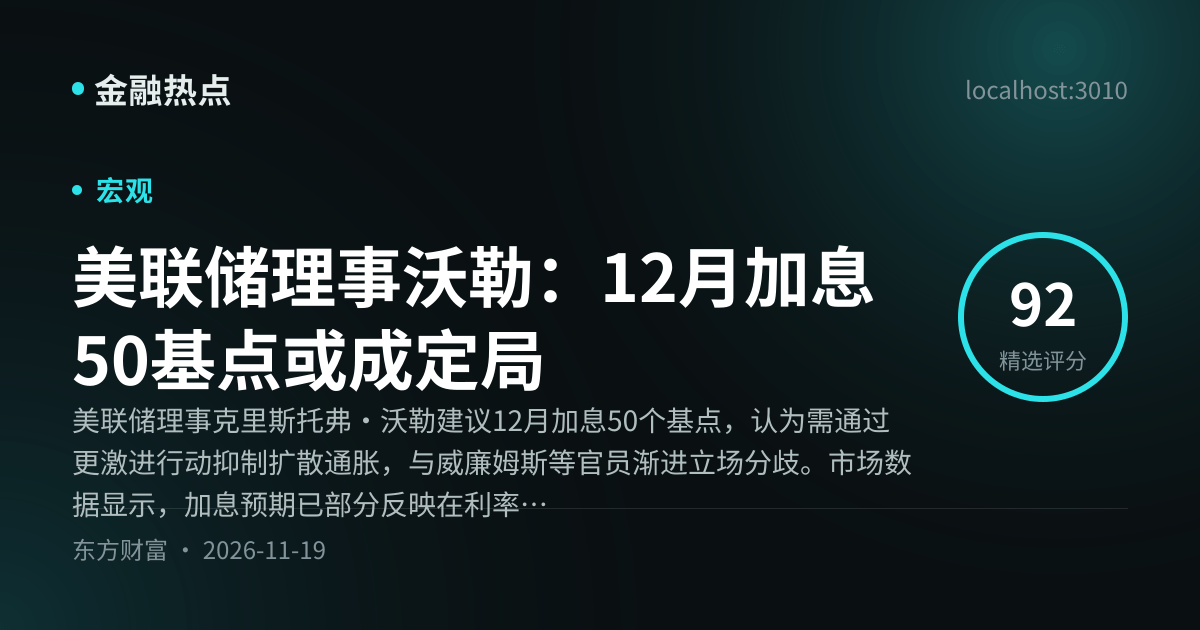 金融热点
localhost:3010
宏观
美联储理事沃勒：12月加息
50基点或成定局
92
精选评分
美联储理事克里斯托弗·沃勒建议12月加息50个基点，认为需通过
更激进行动抑制扩散通胀，与威廉姆斯等官员渐进立场分歧。市场数
据显示，加息预期已部分反映在利率…
东方财富 · 2026-11-19